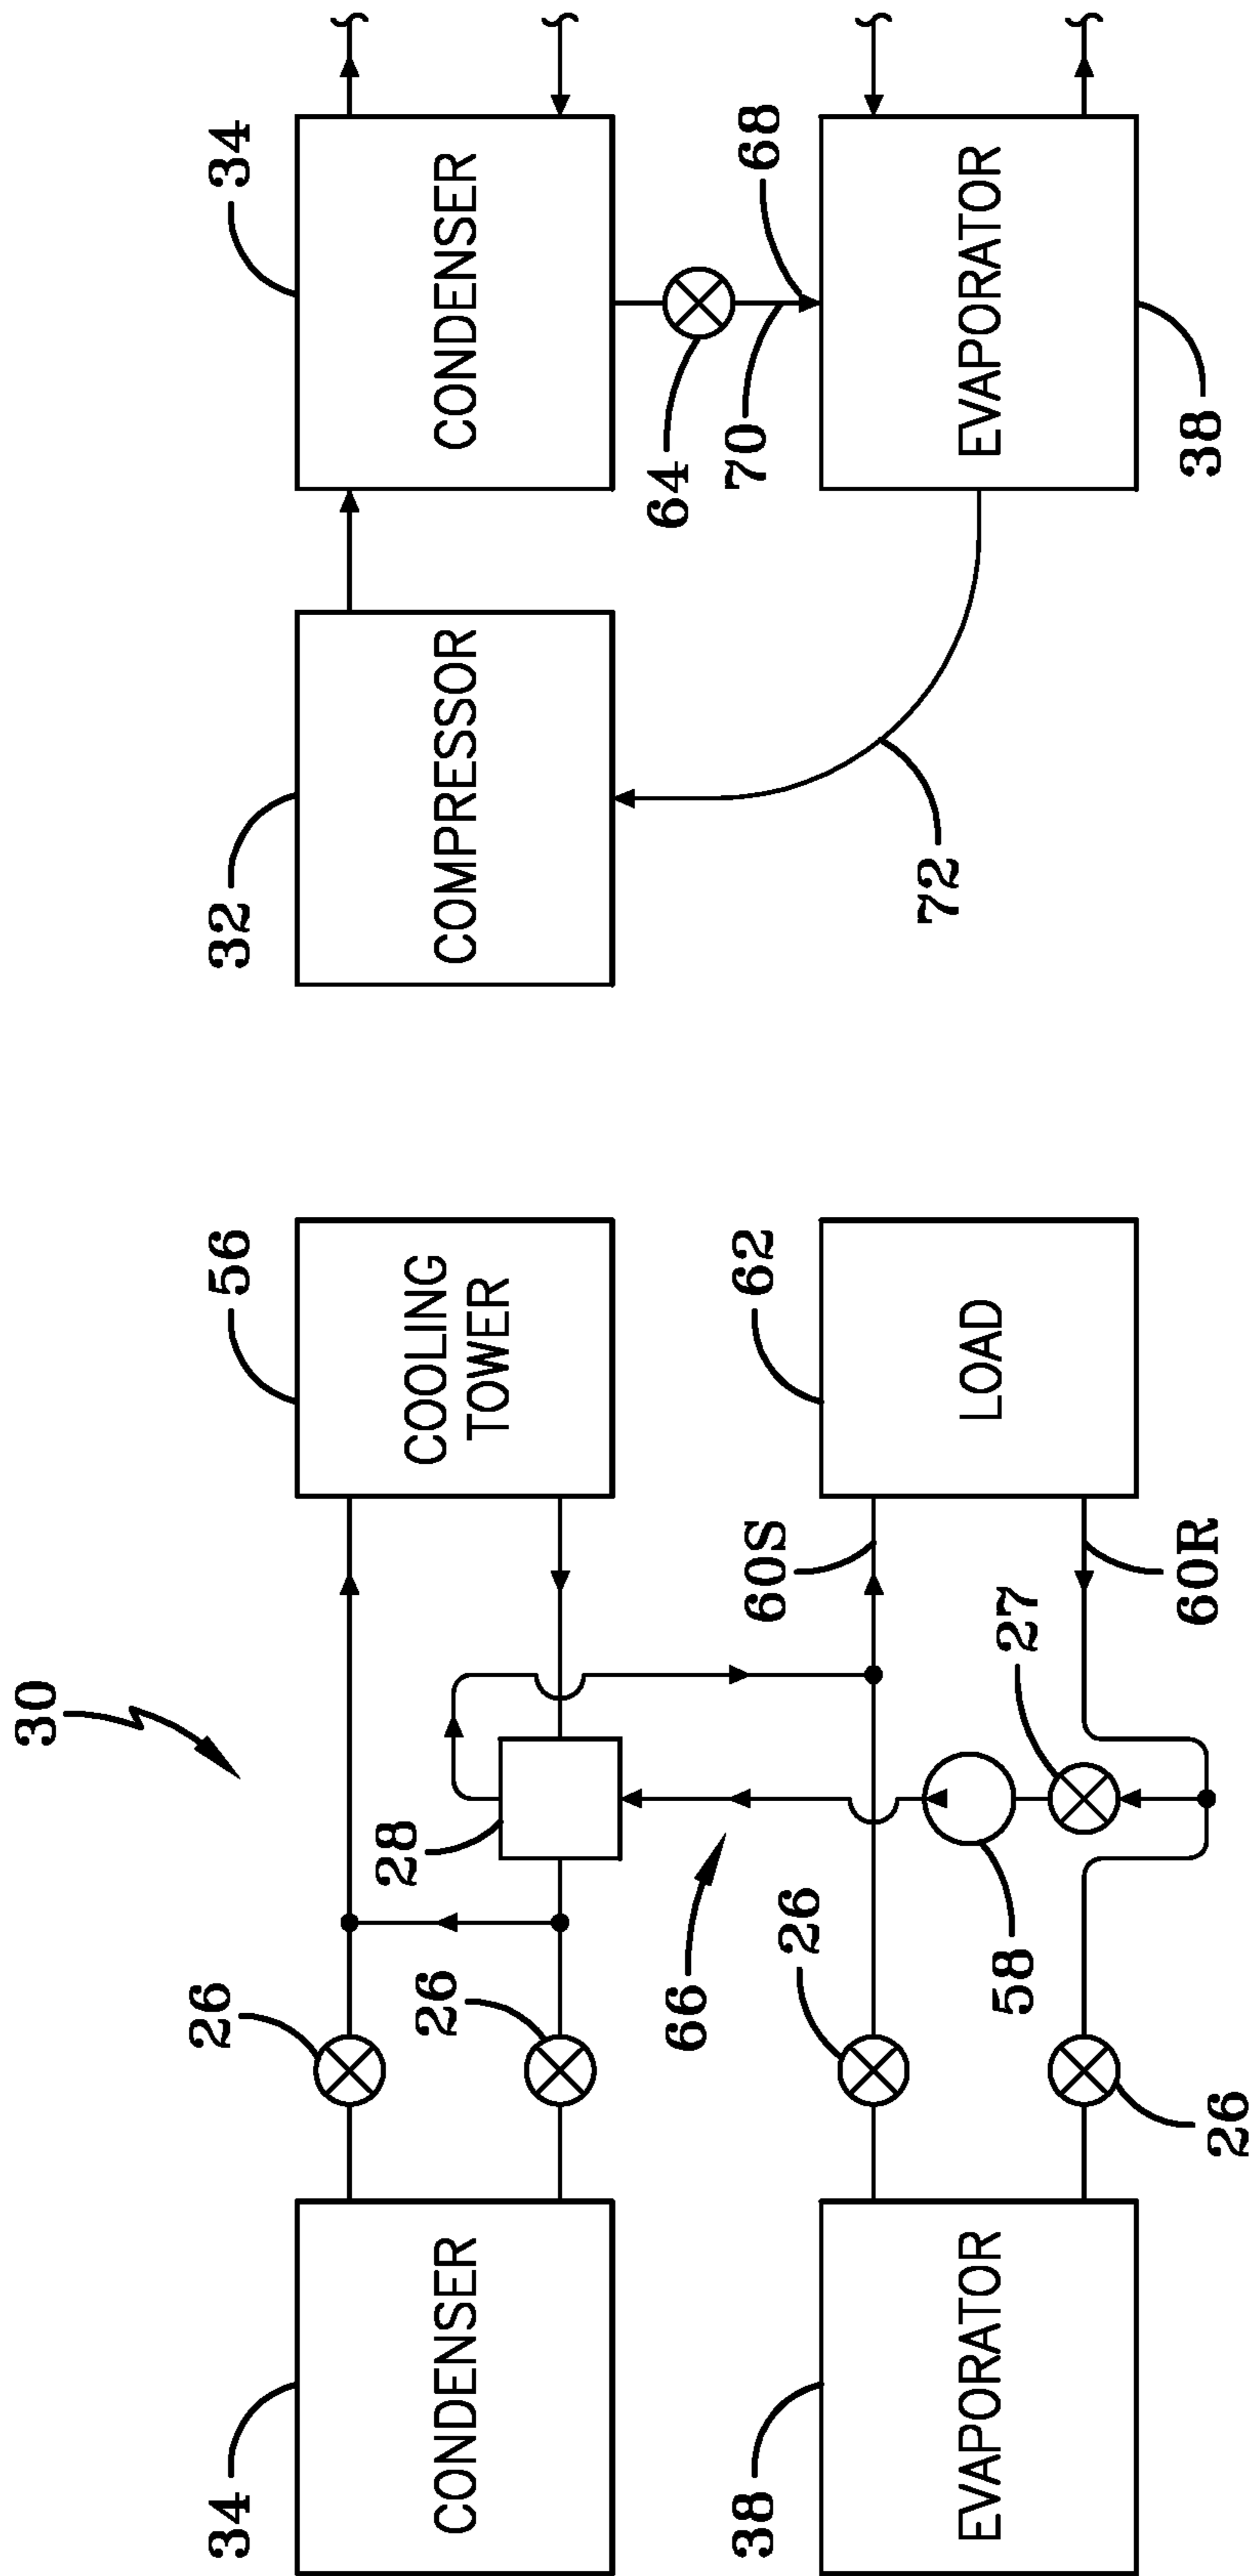 30
34
26
56
32
34
CONDENSER
26
28
COOLING
TOWER
COMPRESSOR
CONDENSER
66
64
38
26
60S
62
70
68
EVAPORATOR
58
27
LOAD
72
EVAPORATOR
26
60R
38